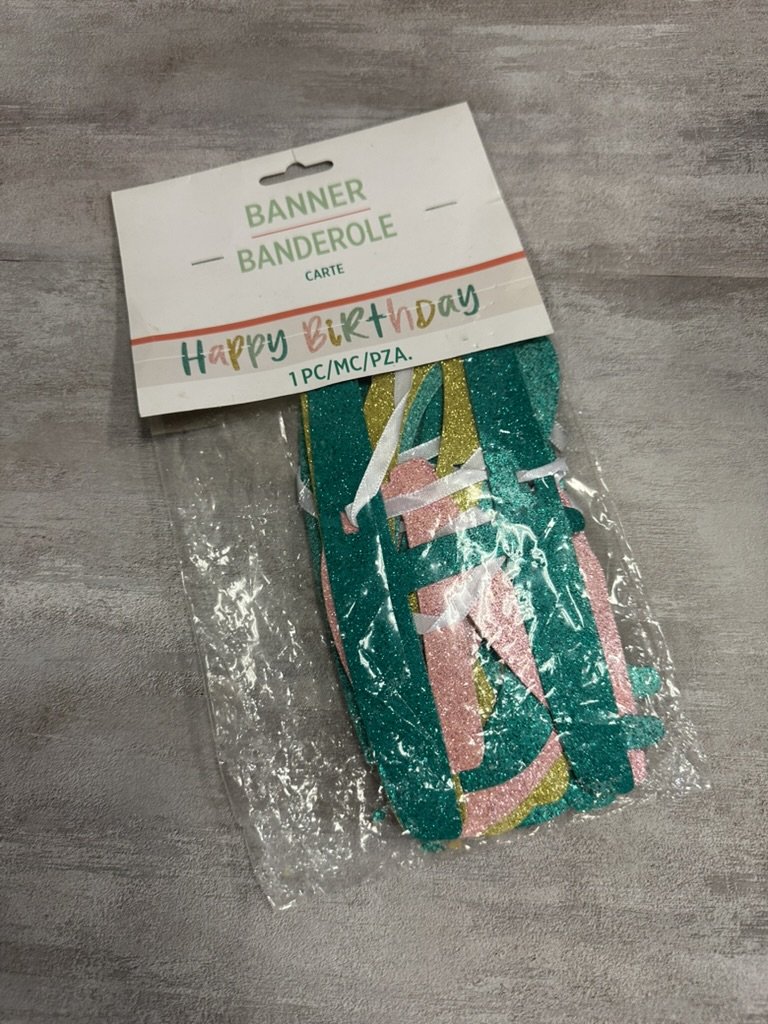 BANNER
BANDEROLE
CARTE
HAPPY BiRthDay
1 PC/MC/PZA.